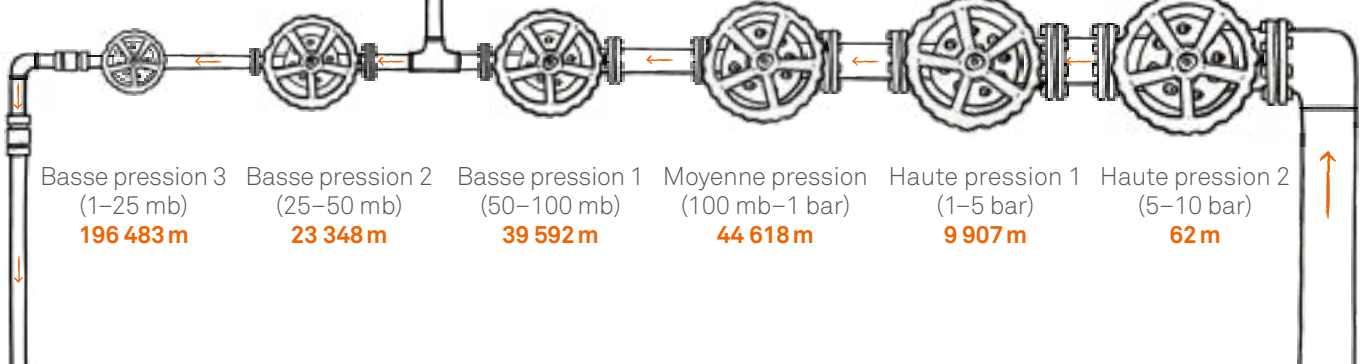 Basse pression 3
(1–25 mb)
196 483 m
Basse pression 2
(25–50 mb)
23 348 m
Basse pression 1
(50–100 mb)
39 592 m
Moyenne pression
(100 mb–1 bar)
44 618 m
Haute pression 1
(1–5 bar)
9 907 m
Haute pression 2
(5–10 bar)
62 m